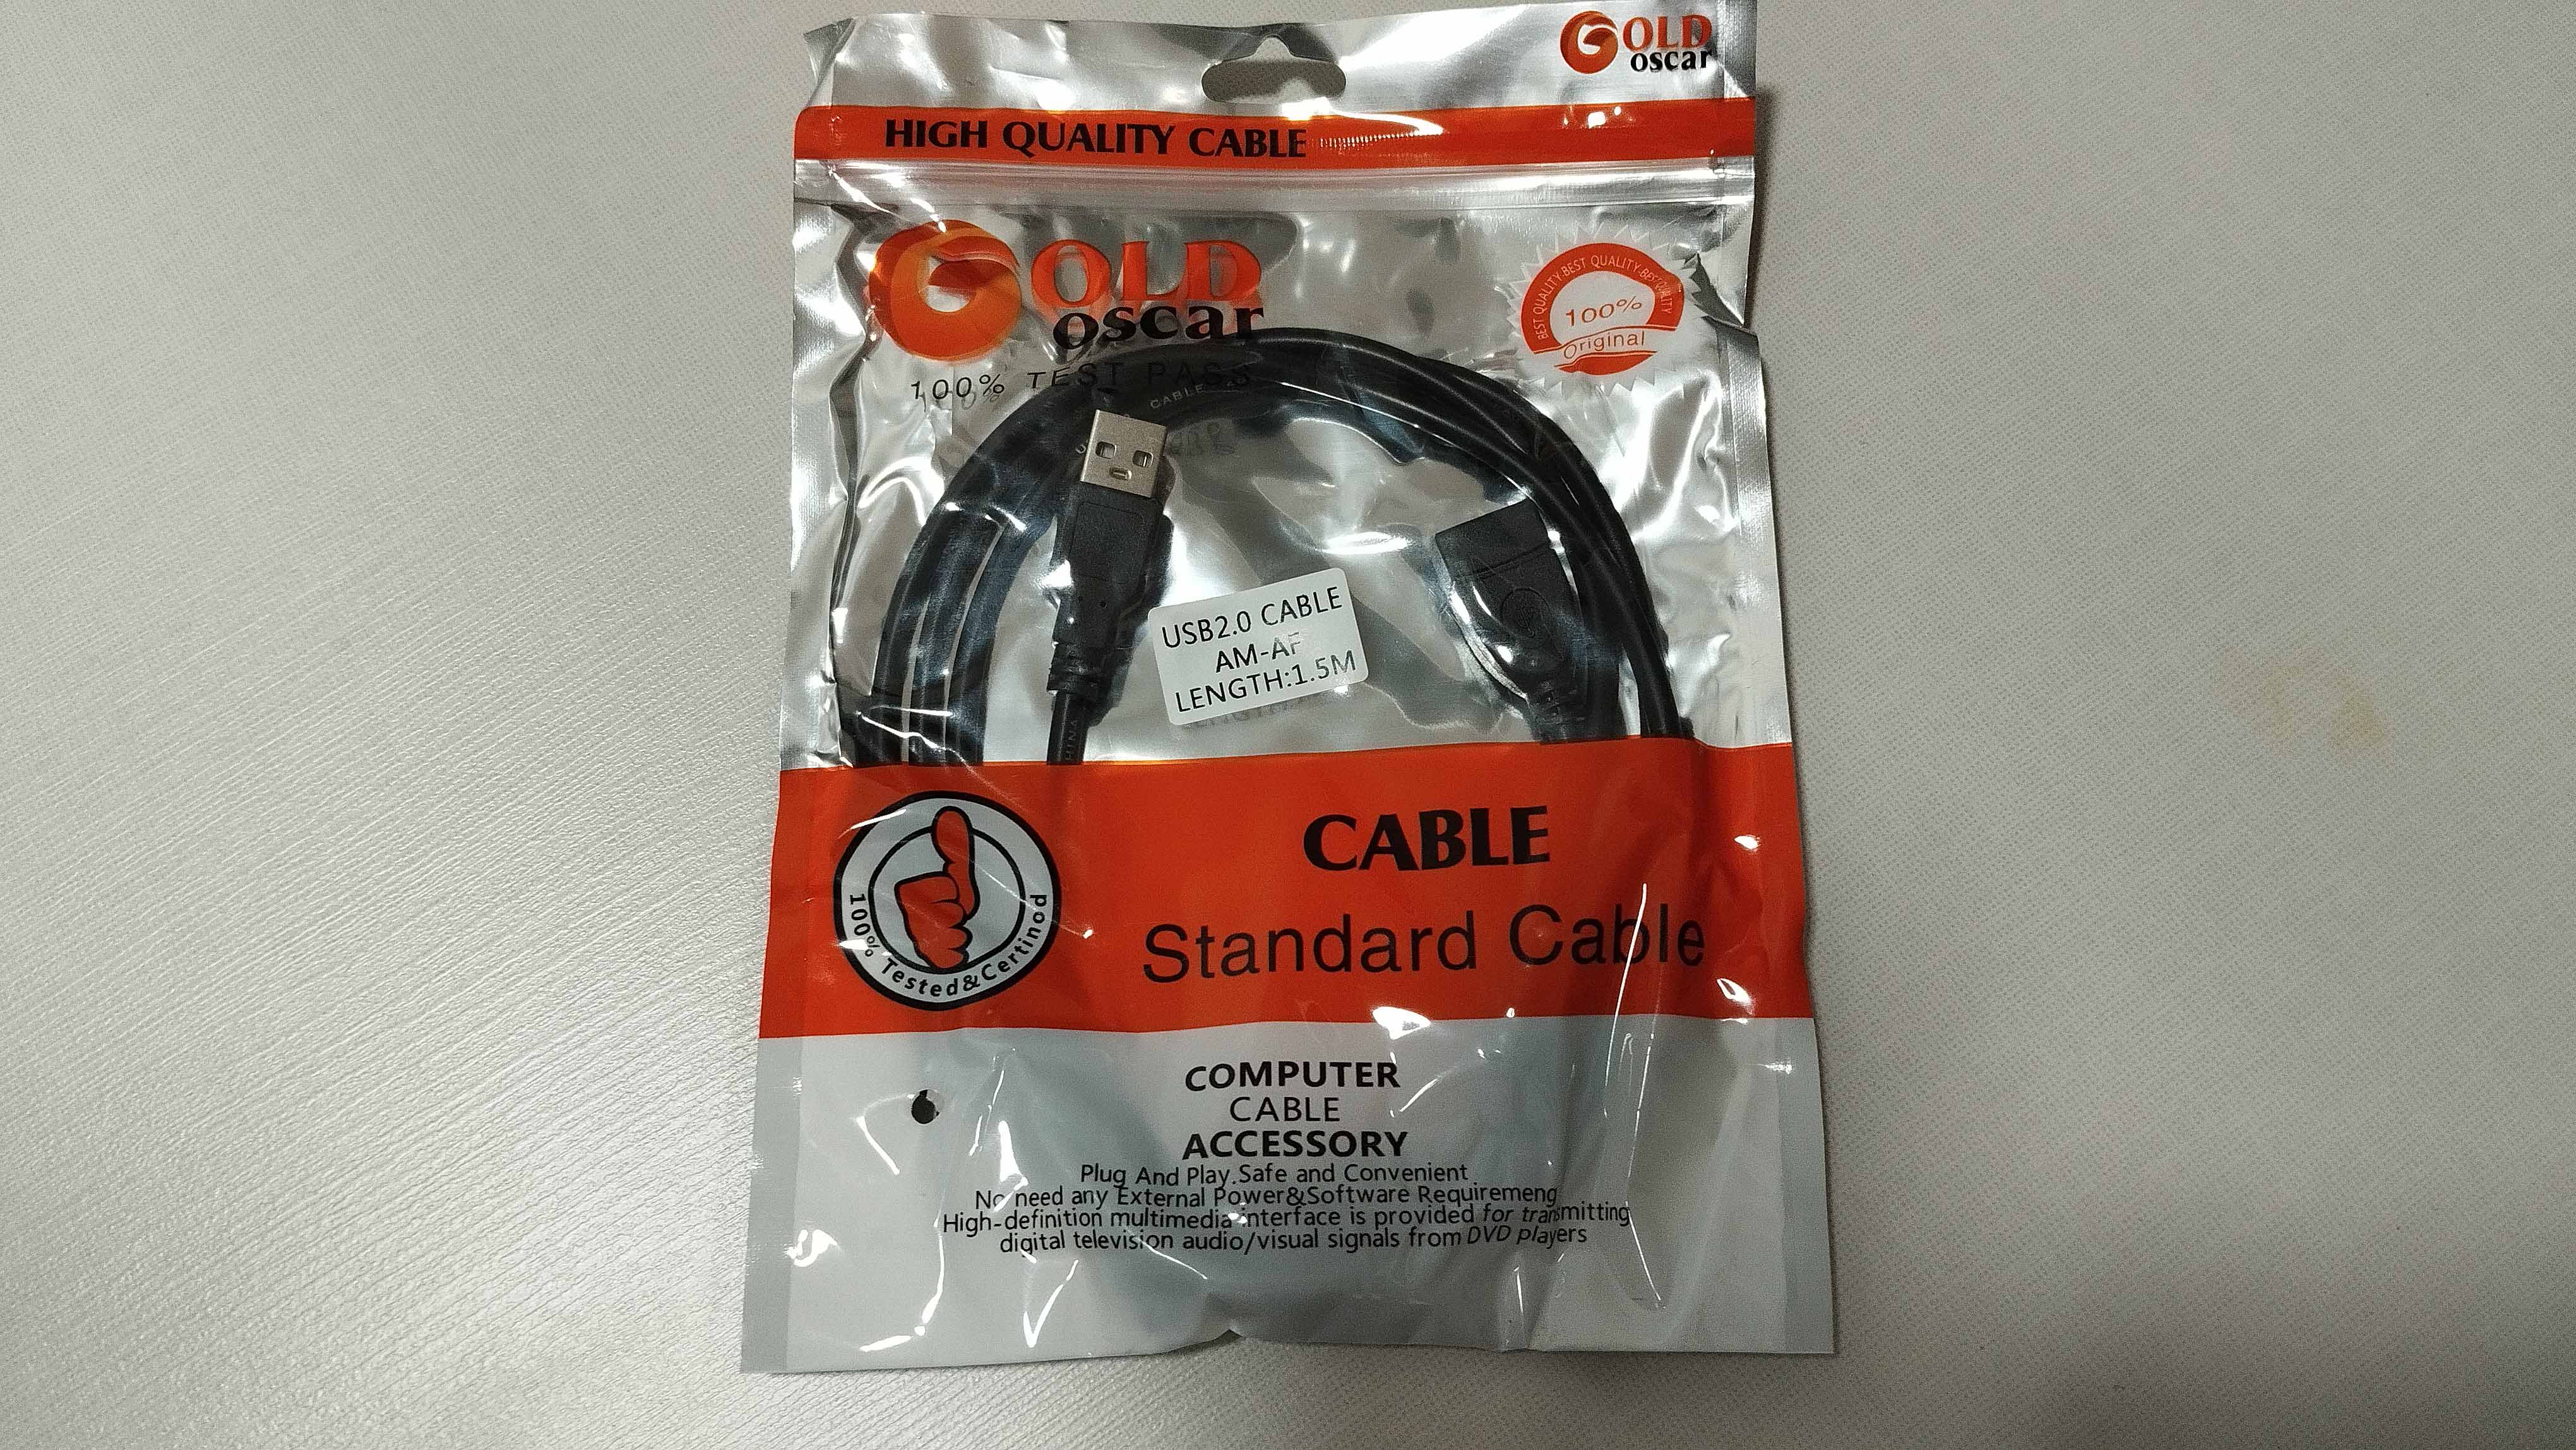 GOLD
oscar
HIGH QUALITY CABLE
GOLD
oscar
100% TEST PASS
BEST QUALITY-BEST QUALITY-BEST QUALITY
100%
Original
CABLE
USB2.0 CABLE
AM-AF
LENGTH:1.5M
CABLE
Standard Cable
100% Tested&Certinod
COMPUTER
CABLE
ACCESSORY
Plug And Play.Safe and Convenient
No need any External Power&Software Requiremeng
High-definition multimedia interface is provided for transmitting
digital television audio/visual signals from DVD players